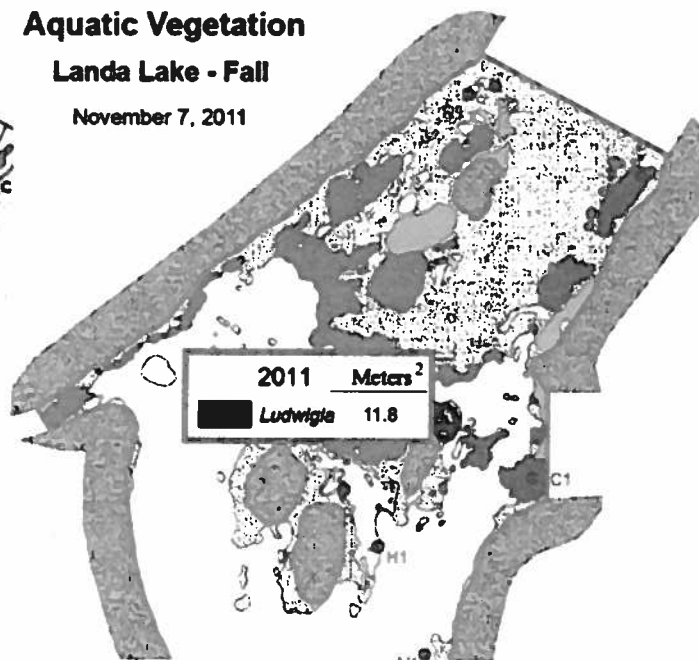 Aquatic Vegetation
Landa Lake - Fall
November 7, 2011
C
2011 Meters²
Ludwigia 11.8
C1
H1